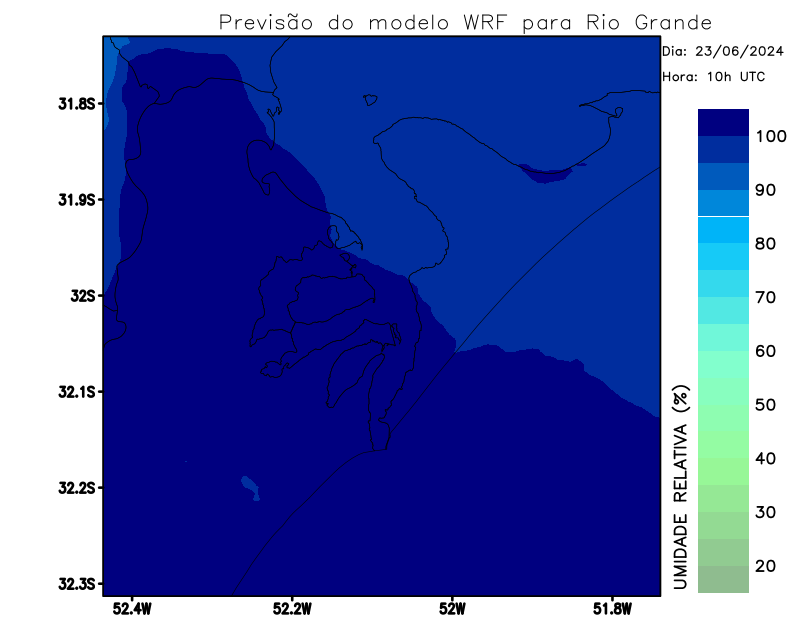 Previsão do modelo WRF para Rio Grande
Dia: 23/06/2024
Hora: 10h UTC
31.8S
31.9S
32S
32.1S
32.2S
32.3S
52.4W
52.2W
52W
51.8W
UMIDADE RELATIVA (%)
100
90
80
70
60
50
40
30
20